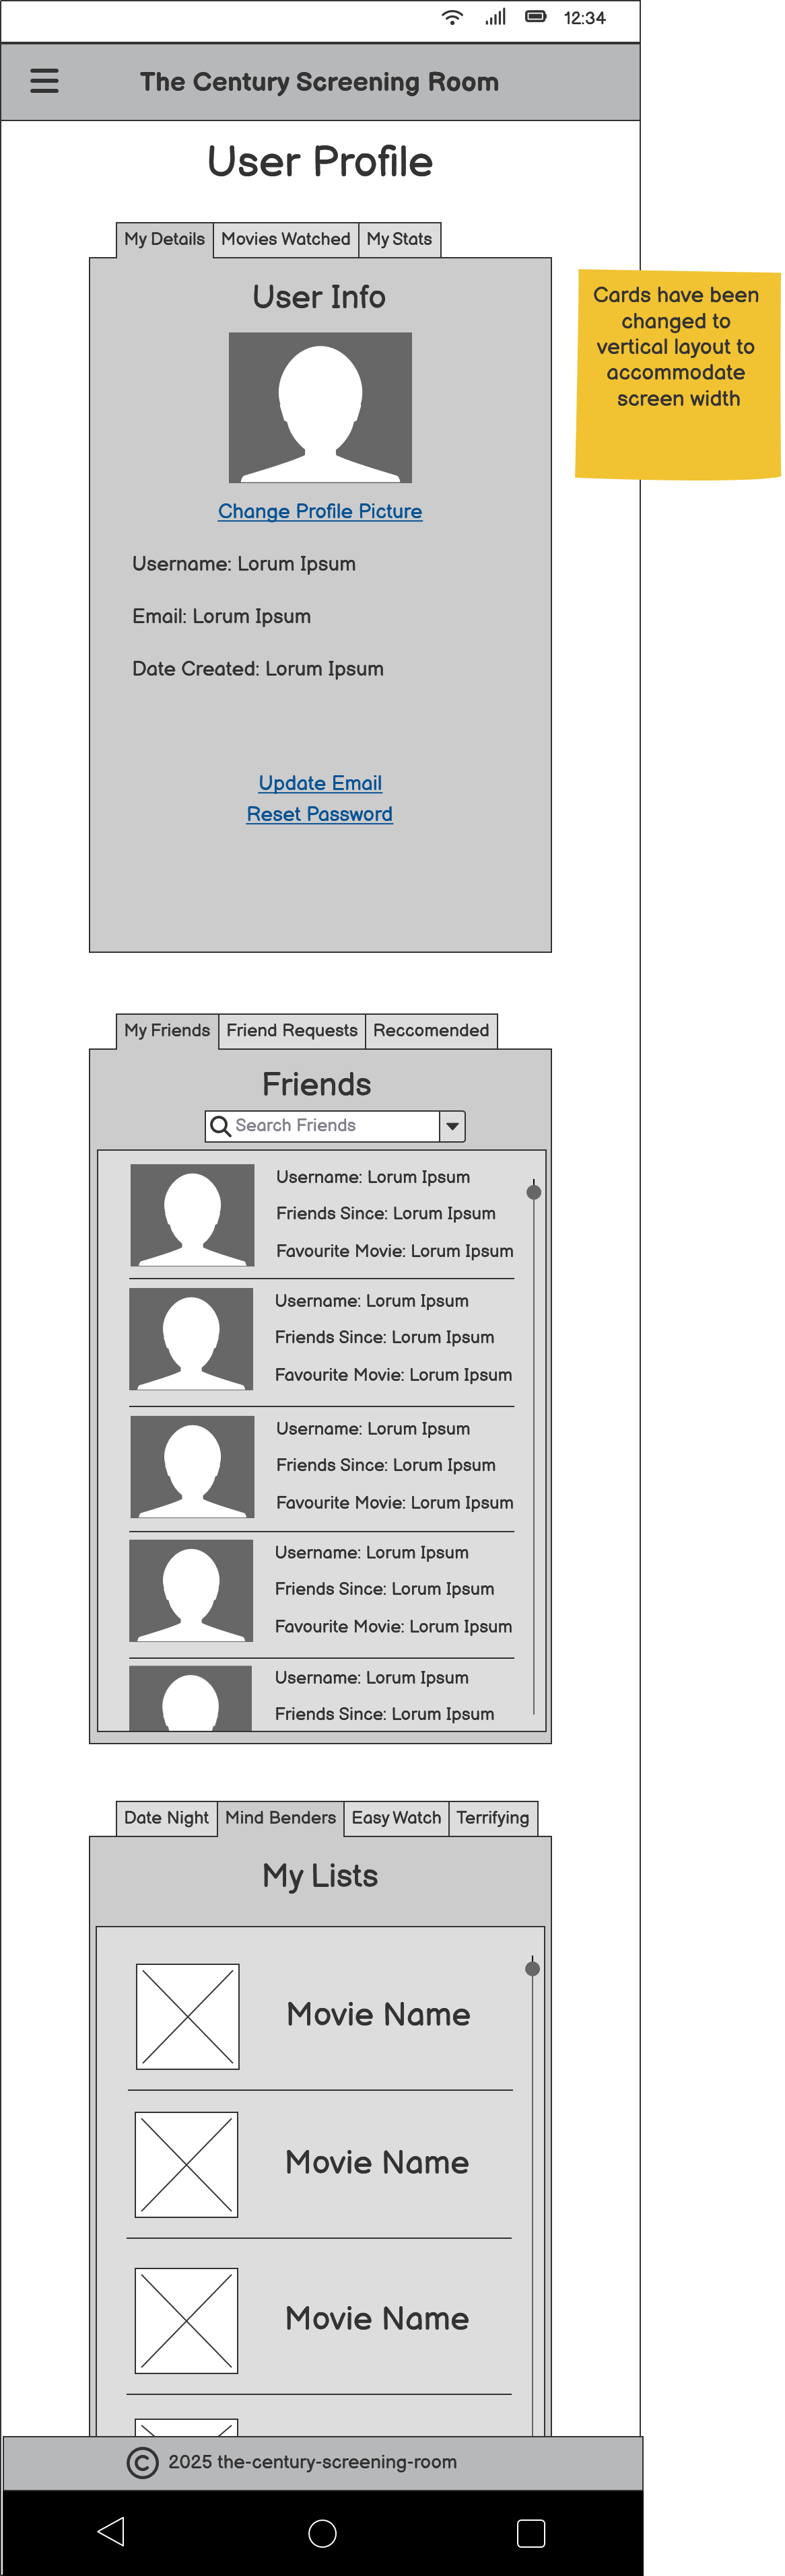 12:34
The Century Screening Room
User Profile
My Details Movies Watched My Stats
User Info
Cards have been
changed to
vertical layout to
accommodate
screen width
Change Profile Picture
Username: Lorum Ipsum
Email: Lorum Ipsum
Date Created: Lorum Ipsum
Update Email
Reset Password
My Friends Friend Requests Reccomended
Friends
Search Friends
Username: Lorum Ipsum
Friends Since: Lorum Ipsum
Favourite Movie: Lorum Ipsum
Username: Lorum Ipsum
Friends Since: Lorum Ipsum
Favourite Movie: Lorum Ipsum
Username: Lorum Ipsum
Friends Since: Lorum Ipsum
Favourite Movie: Lorum Ipsum
Username: Lorum Ipsum
Friends Since: Lorum Ipsum
Favourite Movie: Lorum Ipsum
Username: Lorum Ipsum
Friends Since: Lorum Ipsum
Date Night Mind Benders Easy Watch Terrifying
My Lists
Movie Name
Movie Name
Movie Name
© 2025 the-century-screening-room